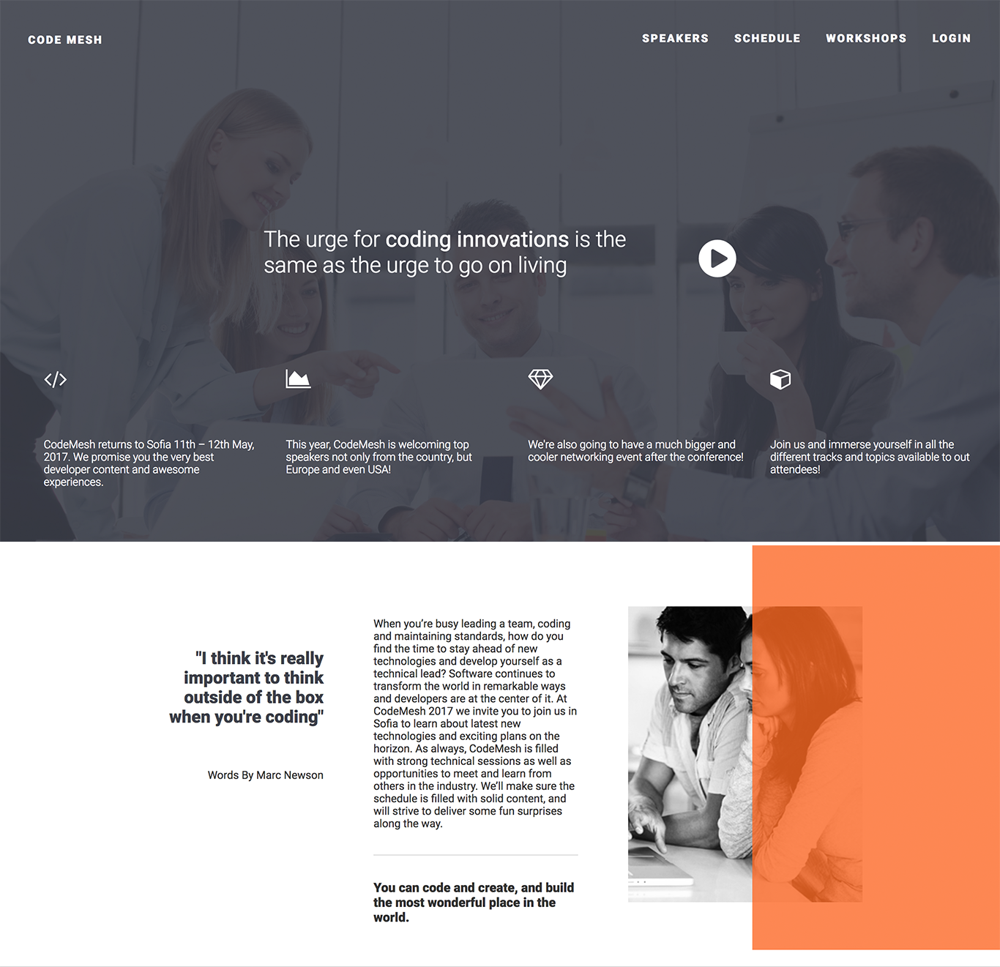 CODE MESH
SPEAKERS SCHEDULE WORKSHOPS LOGIN
The urge for coding innovations is the
same as the urge to go on living
CodeMesh returns to Sofia 11th – 12th May,
2017. We promise you the very best
developer content and awesome
experiences.
This year, CodeMesh is welcoming top
speakers not only from the country, but
Europe and even USA!
We're also going to have a much bigger and
cooler networking event after the conference!
Join us and immerse yourself in all the
different tracks and topics available to out
attendees!
"I think it's really
important to think
outside of the box
when you're coding"
Words By Marc Newson
When you’re busy leading a team, coding
and maintaining standards, how do you
find the time to stay ahead of new
technologies and develop yourself as a
technical lead? Software continues to
transform the world in remarkable ways
and developers are at the center of it. At
CodeMesh 2017 we invite you to join us in
Sofia to learn about latest new
technologies and exciting plans on the
horizon. As always, CodeMesh is filled
with strong technical sessions as well as
opportunities to meet and learn from
others in the industry. We’ll make sure the
schedule is filled with solid content, and
will strive to deliver some fun surprises
along the way.
You can code and create, and build
the most wonderful place in the
world.